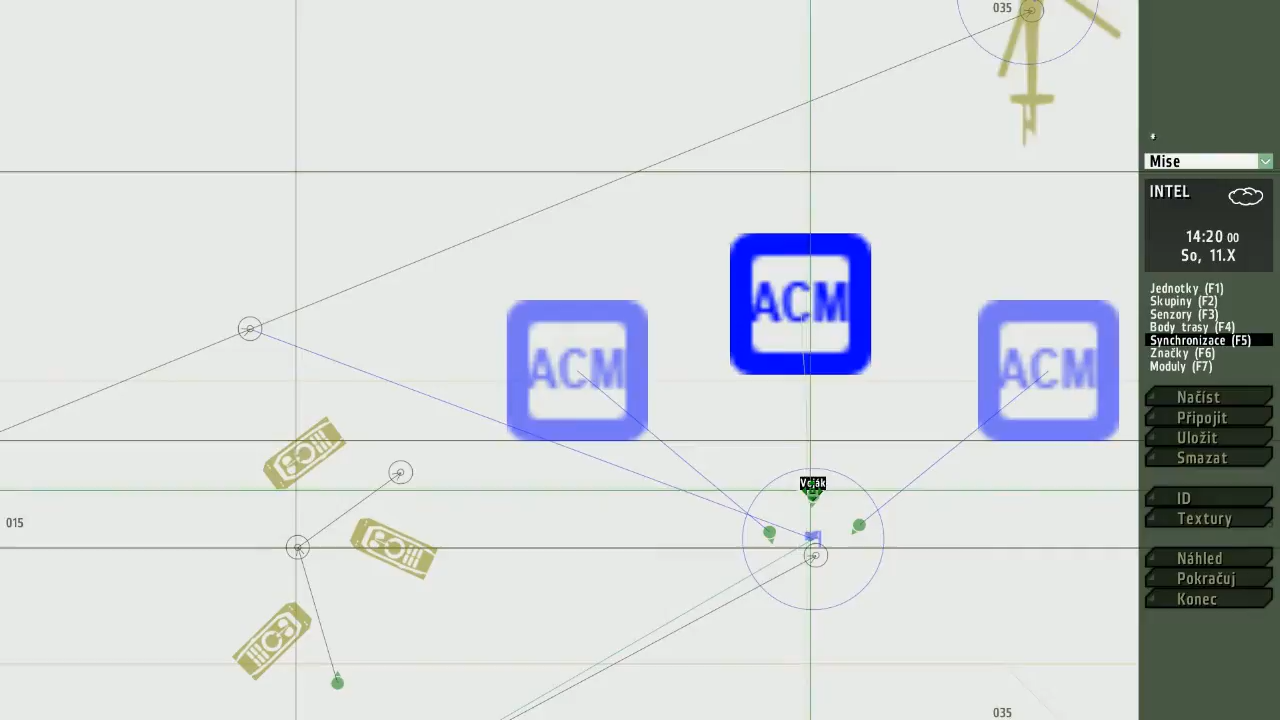 035
Mise
INTEL
14:20 00
So, 11.X
ACM
ACM
ACM
Jednotky (F1)
Skupiny (F2)
Senzory (F3)
Body trasy (F4)
Synchronizace (F5)
Značky (F6)
Moduly (F7)
Načíst
Připojit
Uložit
Smazat
Voják
ID
Textury
015
Náhled
Pokračuj
Konec
035